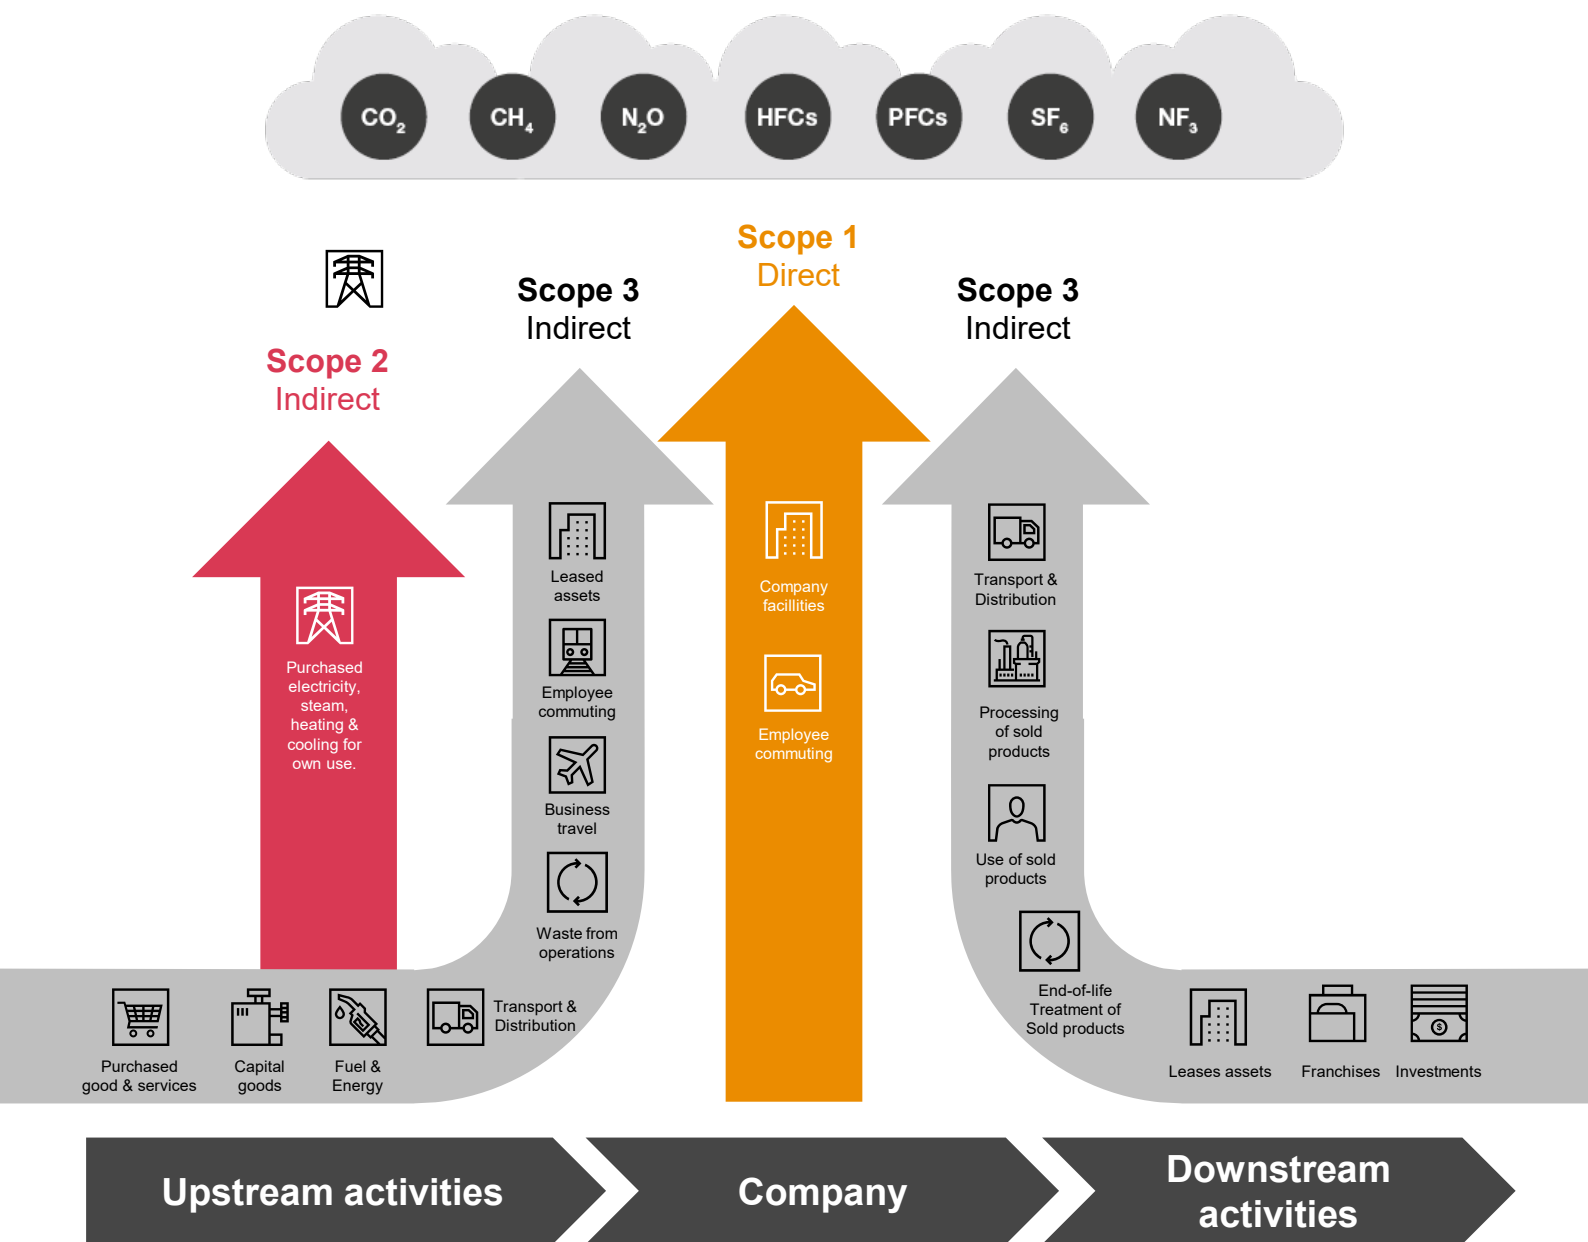 CO₂ CH₄ N₂O HFCs PFCs SF₆ NF₃
Scope 1
Direct
Scope 3
Indirect
Scope 3
Indirect
Scope 2
Indirect
Purchased
electricity,
steam,
heating &
cooling for
own use.
Leased
assets
Employee
commuting
Business
travel
Waste from
operations
Company
facillities
Employee
commuting
Transport &
Distribution
Processing
of sold
products
Use of sold
products
End-of-life
Treatment of
Sold products
Purchased
good & services
Capital
goods
Fuel &
Energy
Transport &
Distribution
Leases assets
Franchises
Investments
$
Upstream activities
Company
Downstream
activities